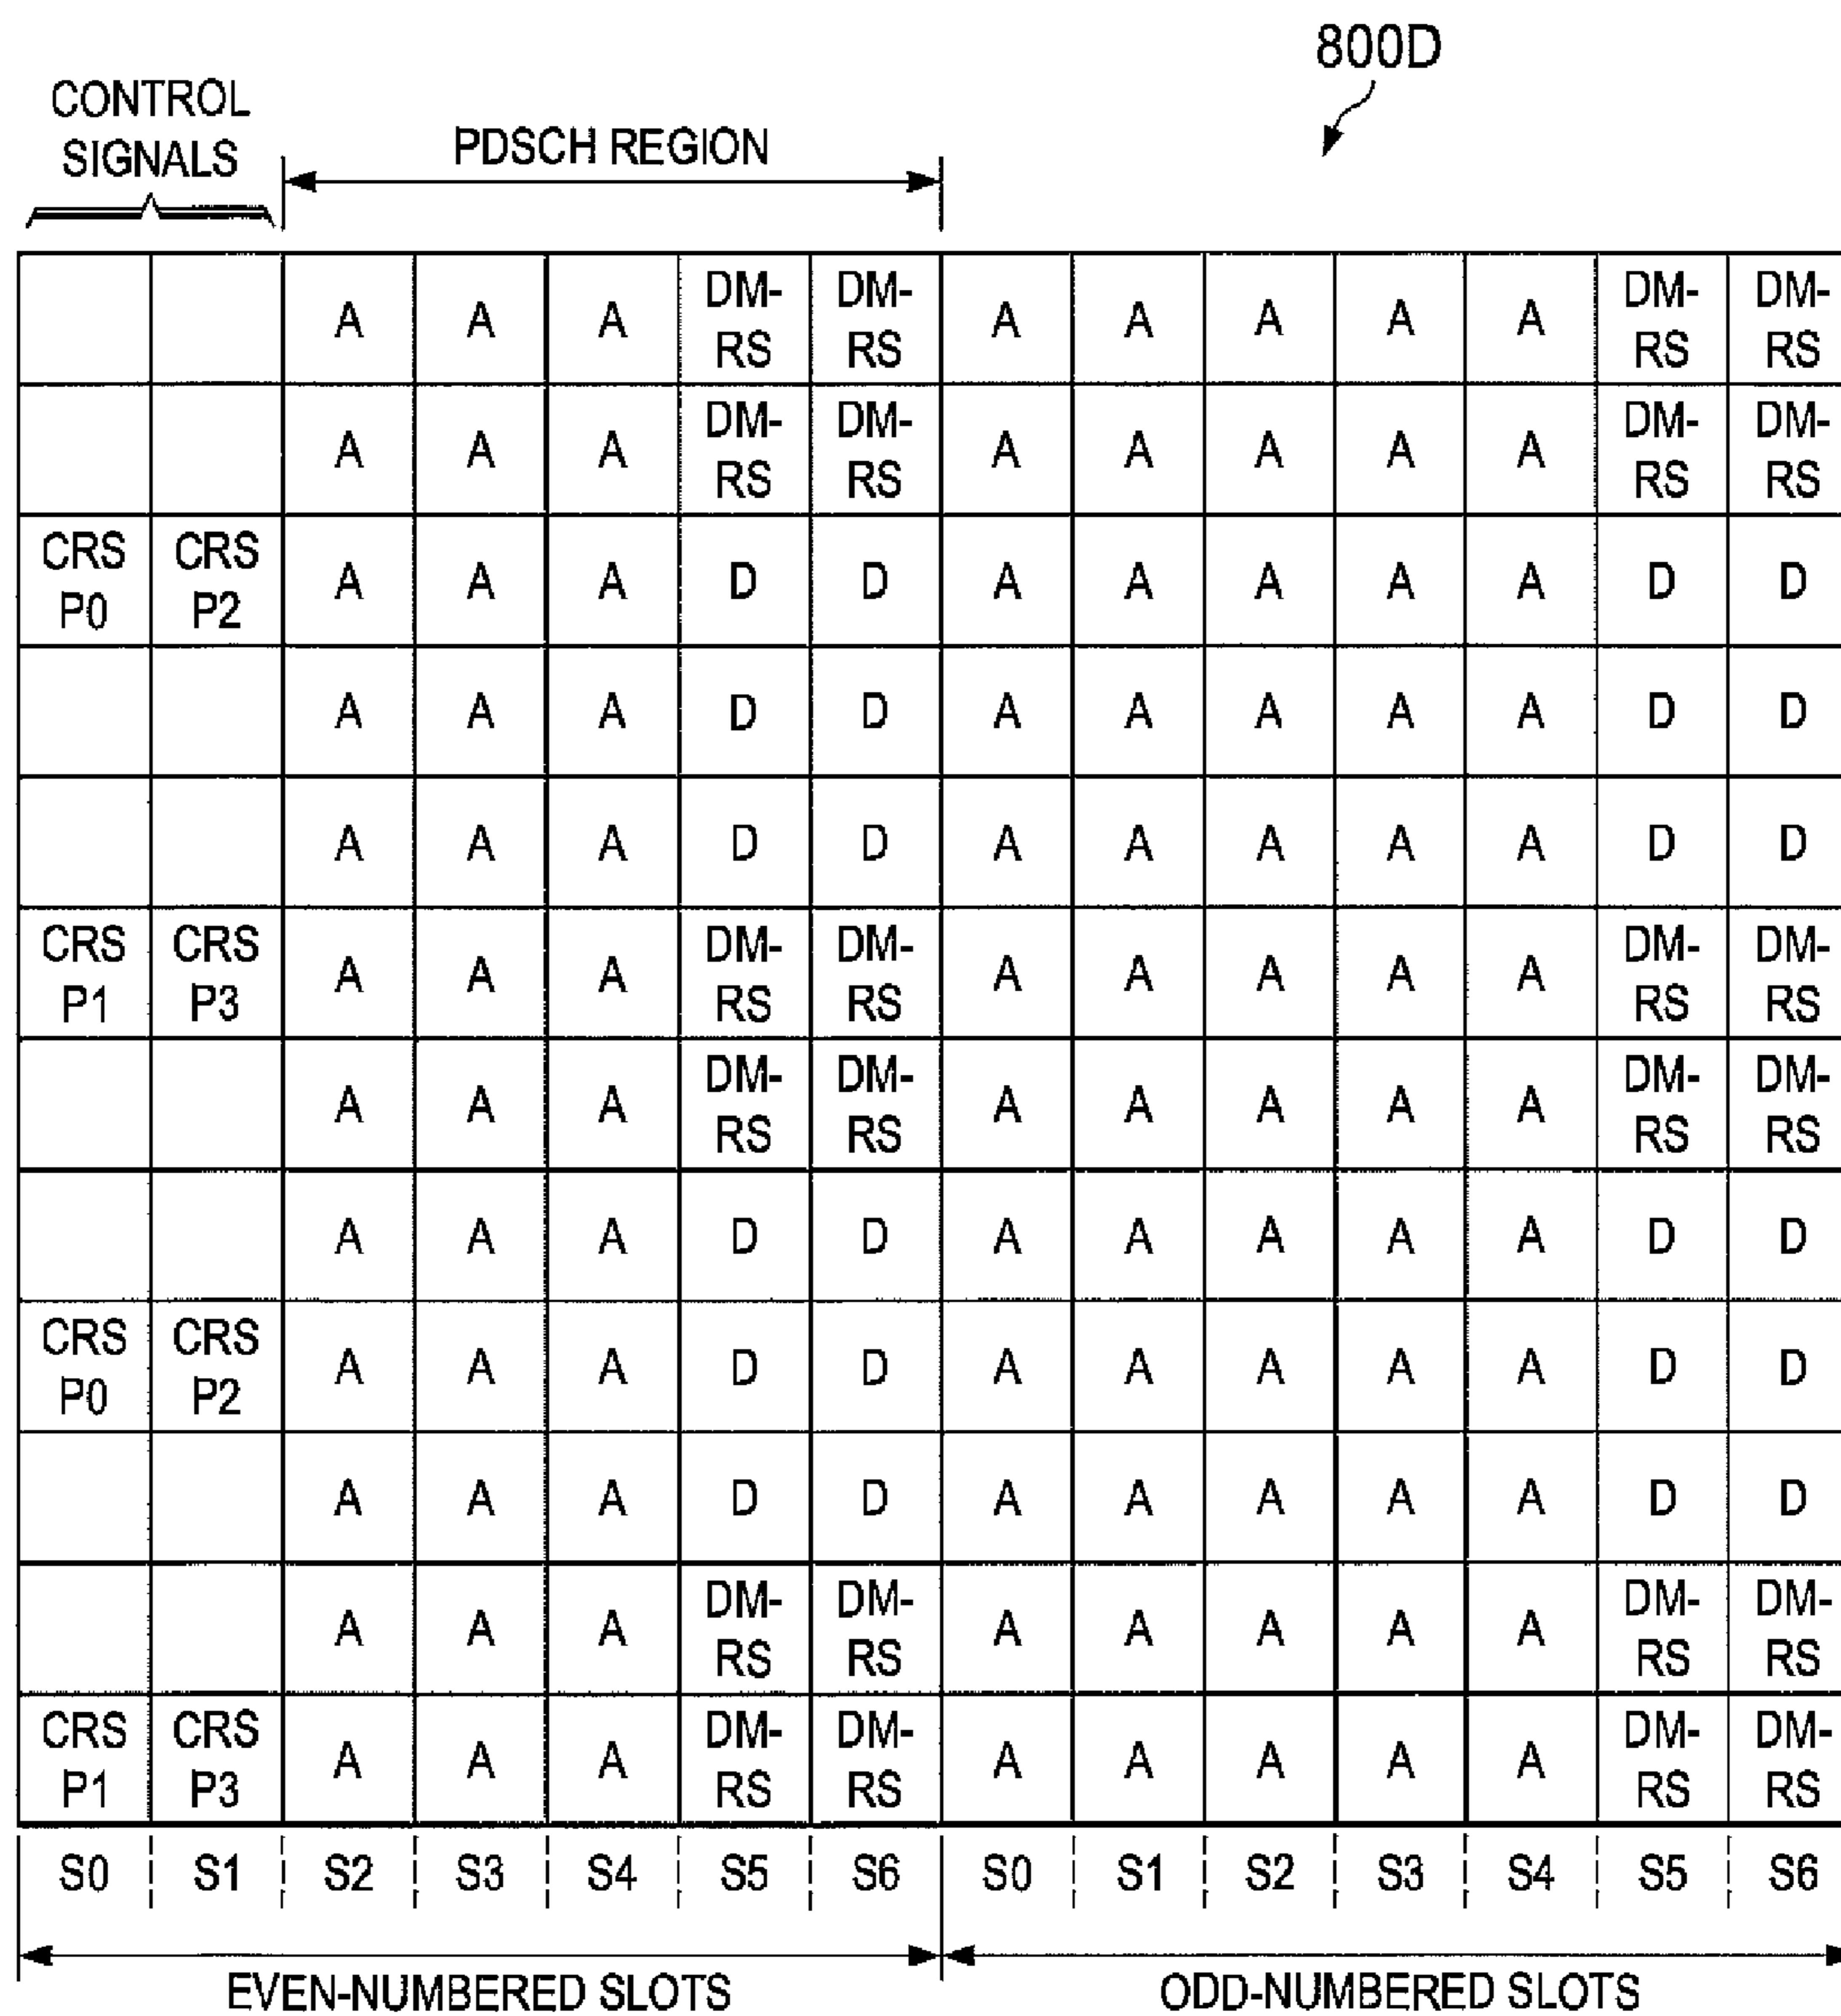 800D
CONTROL
SIGNALS
PDSCH REGION
A A A DM-RS DM-RS A A A A A DM-RS DM-RS
A A A DM-RS DM-RS A A A A A DM-RS DM-RS
CRS P0 CRS P2 A A A D D A A A A A D D
A A A D D A A A A A D D
A A A D D A A A A A D D
CRS P1 CRS P3 A A A DM-RS DM-RS A A A A A DM-RS DM-RS
A A A DM-RS DM-RS A A A A A DM-RS DM-RS
A A A D D A A A A A D D
CRS P0 CRS P2 A A A D D A A A A A D D
A A A D D A A A A A D D
A A A DM-RS DM-RS A A A A A DM-RS DM-RS
CRS P1 CRS P3 A A A DM-RS DM-RS A A A A A DM-RS DM-RS
S0 S1 S2 S3 S4 S5 S6 S0 S1 S2 S3 S4 S5 S6
EVEN-NUMBERED SLOTS ODD-NUMBERED SLOTS